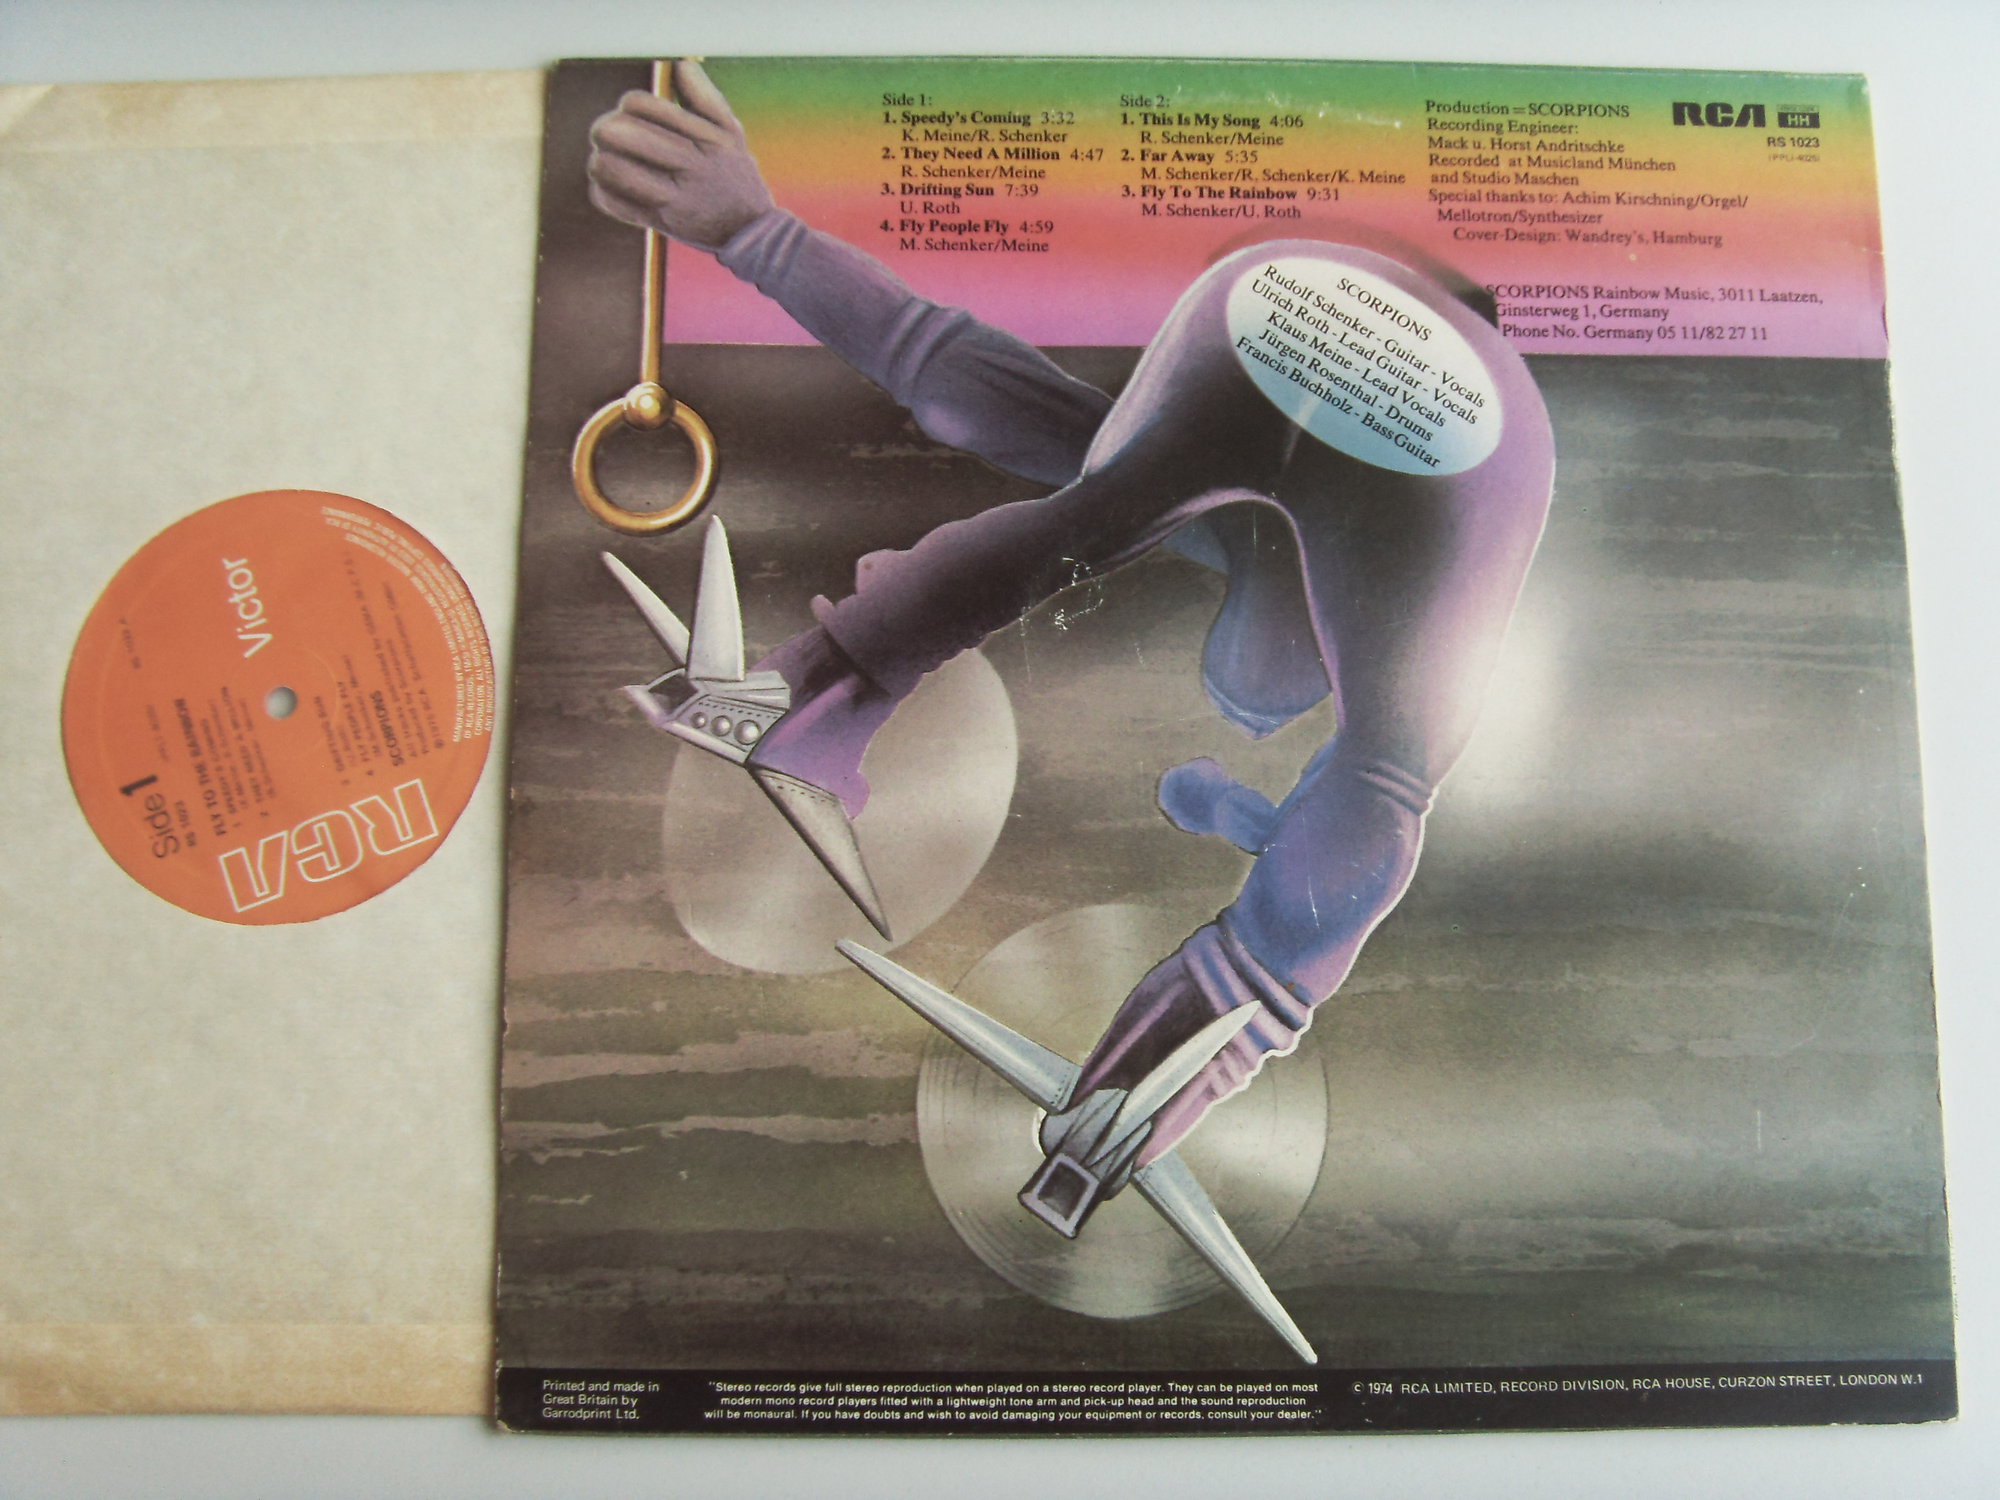 Side 1:
1. Speedy's Coming 3:32
K. Meine/R. Schenker
2. They Need A Million 4:47
R. Schenker/Meine
3. Drifting Sun 7:39
U. Roth
4. Fly People Fly 4:59
M. Schenker/Meine
Side 2:
1. This Is My Song 4:06
R. Schenker/Meine
2. Far Away 5:35
M. Schenker/R. Schenker/K. Meine
3. Fly To The Rainbow 9:31
M. Schenker/U. Roth
Production = SCORPIONS
Recording Engineer:
Mack u. Horst Andritschke
Recorded at Musicland München
and Studio Maschen
Special thanks to: Achim Kirschning/Orgel/
Mellotron/Synthesizer
Cover-Design: Wandrey's, Hamburg
RCA
HH
RS 1023
SCORPIONS Rainbow Music, 3011 Laatzen,
Ginsterweg 1, Germany
Phone No. Germany 05 11/82 27 11
SCORPIONS
Rudolf Schenker - Guitar - Vocals
Ulrich Roth - Lead Guitar - Vocals
Klaus Meine - Lead Vocals
Jürgen Rosenthal - Drums
Francis Buchholz - Bass Guitar
RCA
Victor
Side 1
RS 1023
FLY TO THE RAINBOW
SCORPIONS
Printed and made in
Great Britain by
Garrodprint Ltd.
"Stereo records give full stereo reproduction when played on a stereo record player. They can be played on most
modern mono record players fitted with a lightweight tone arm and pick-up head and the sound reproduction
will be monaural. If you have doubts and wish to avoid damaging your equipment or records, consult your dealer."
© 1974 RCA LIMITED, RECORD DIVISION, RCA HOUSE, CURZON STREET, LONDON W.1